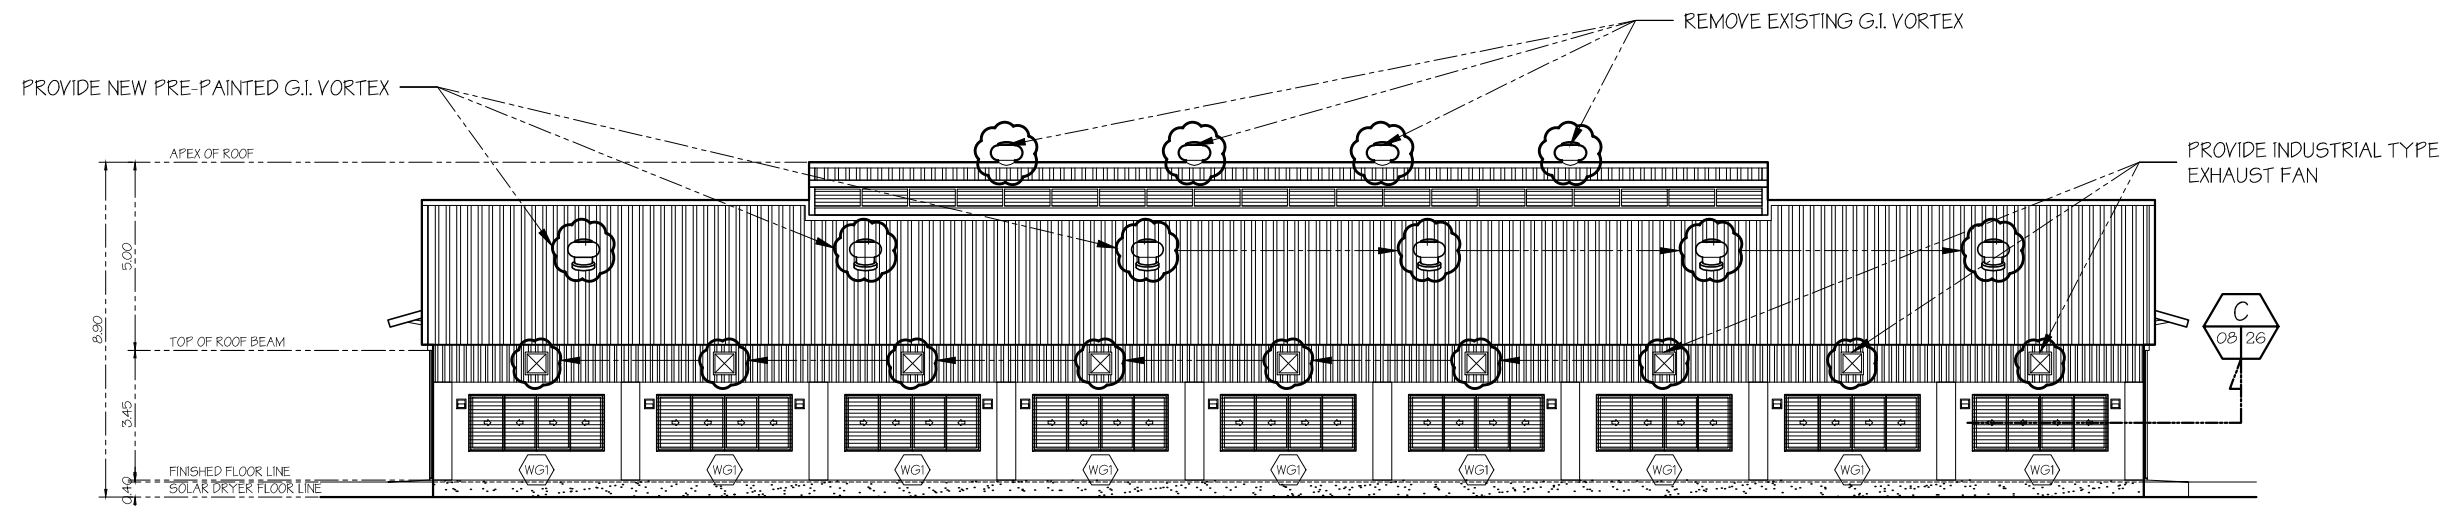 REMOVE EXISTING G.I. VORTEX
PROVIDE NEW PRE-PAINTED G.I. VORTEX
PROVIDE INDUSTRIAL TYPE
EXHAUST FAN
APEX OF ROOF
5.00
8.90
C
08 26
TOP OF ROOF BEAM
3.45
WG1 WG1 WG1 WG1 WG1 WG1 WG1 WG1 WG1
FINISHED FLOOR LINE
0.40
SOLAR DRYER FLOOR LINE